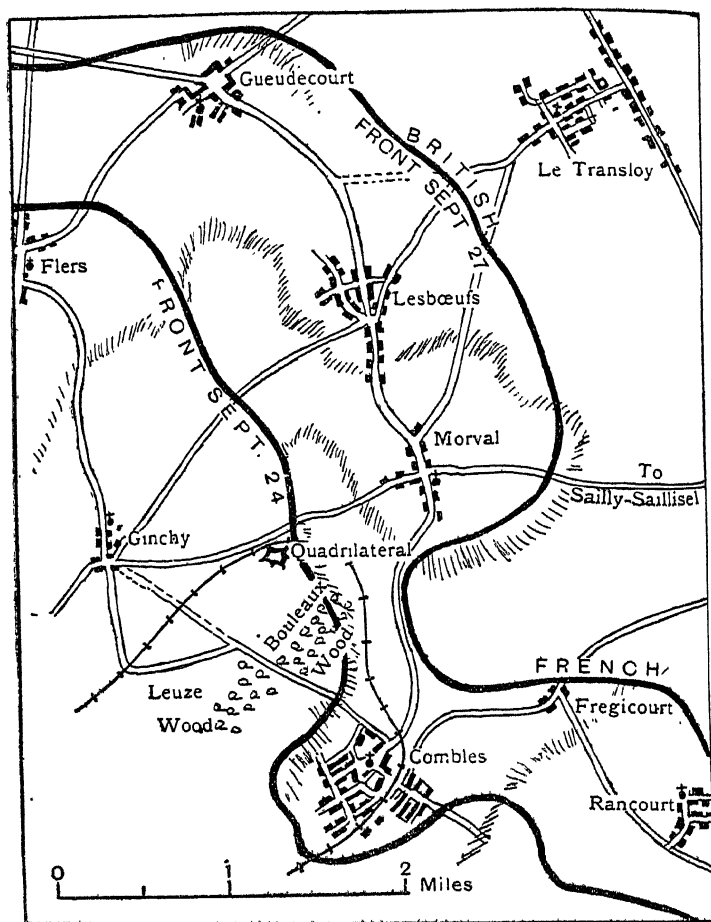 Gueudecourt
Le Transloy
BRITISH
FRONT SEPT 27
Flers
Lesbœufs
FRONT SEPT. 24
Morval
To
Sailly-Saillisel
Ginchy
Quadrilateral
Bouleaux
Wood
FRENCH
Leuze
Wood
Fregicourt
Combles
Rancourt
0 1 2
Miles